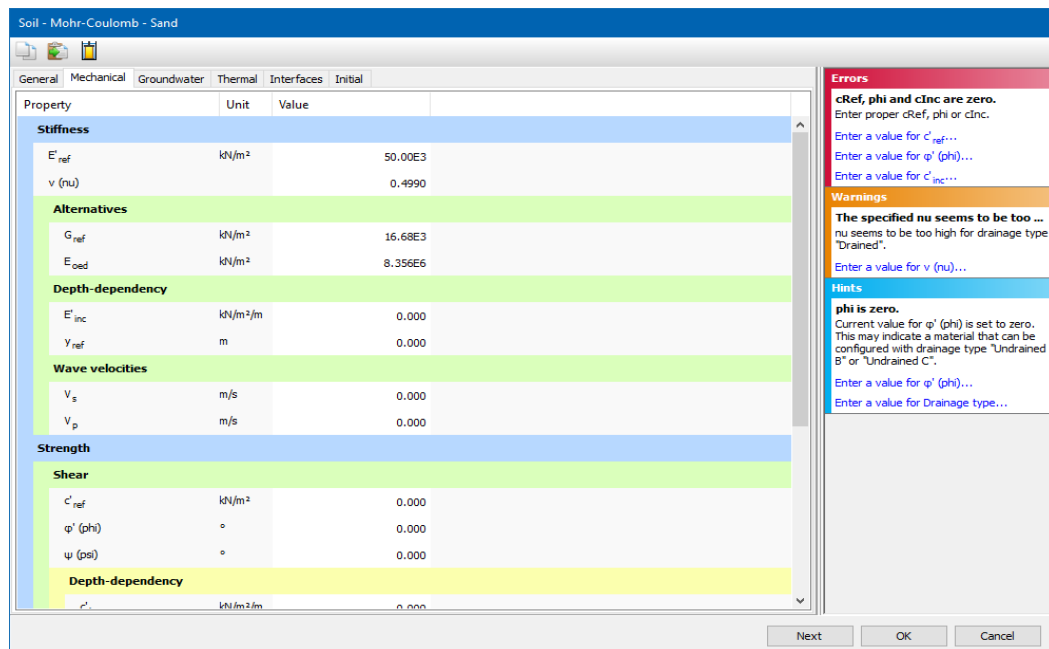 Soil - Mohr-Coulomb - Sand
General Mechanical Groundwater Thermal Interfaces Initial
Property Unit Value
Stiffness
E'ref kN/m² 50.00E3
ν (nu) 0.4990
Alternatives
Gref kN/m² 16.68E3
Eoed kN/m² 8.356E6
Depth-dependency
E'inc kN/m²/m 0.000
yref m 0.000
Wave velocities
Vs m/s 0.000
Vp m/s 0.000
Strength
Shear
c'ref kN/m² 0.000
φ' (phi) ° 0.000
ψ (psi) ° 0.000
Depth-dependency
kN/m²/m 0.000
Errors
cRef, phi and cInc are zero.
Enter proper cRef, phi or cInc.
Enter a value for c'ref...
Enter a value for φ' (phi)...
Enter a value for c'inc...
Warnings
The specified nu seems to be too ...
nu seems to be too high for drainage type
"Drained".
Enter a value for ν (nu)...
Hints
phi is zero.
Current value for φ' (phi) is set to zero.
This may indicate a material that can be
configured with drainage type "Undrained
B" or "Undrained C".
Enter a value for φ' (phi)...
Enter a value for Drainage type...
Next OK Cancel